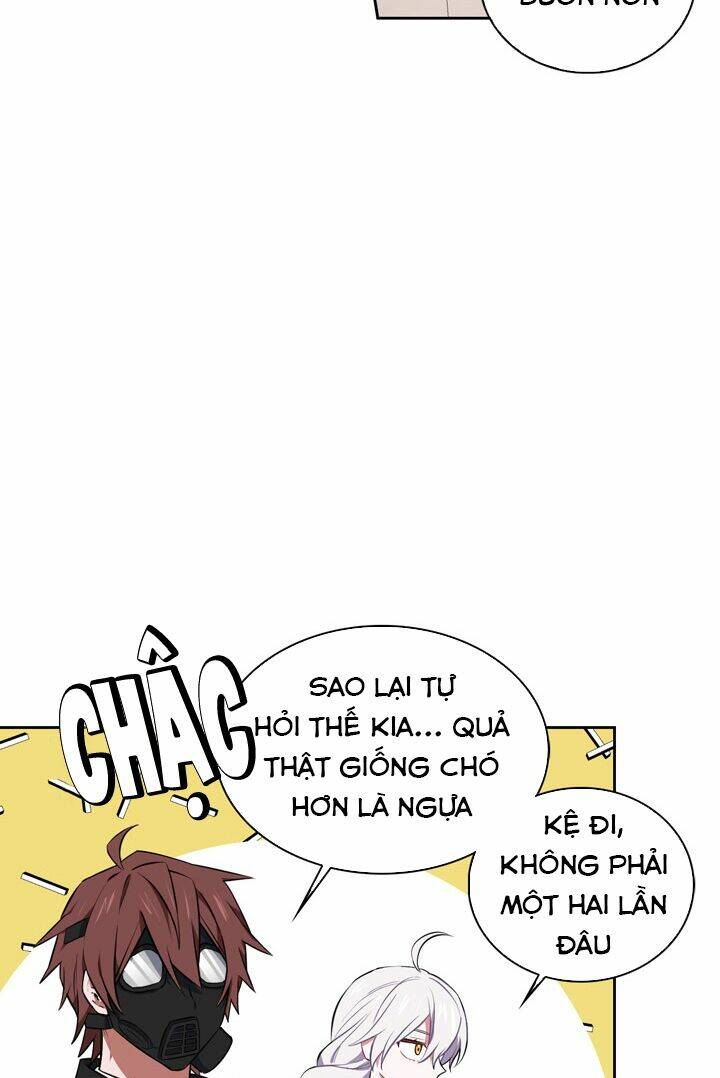 CHẬC
SAO LẠI TỰ
HỎI THẾ KIA... QUẢ
THẬT GIỐNG CHÓ
HƠN LÀ NGỰA
KỆ ĐI,
KHÔNG PHẢI
MỘT HAI LẦN
ĐÂU